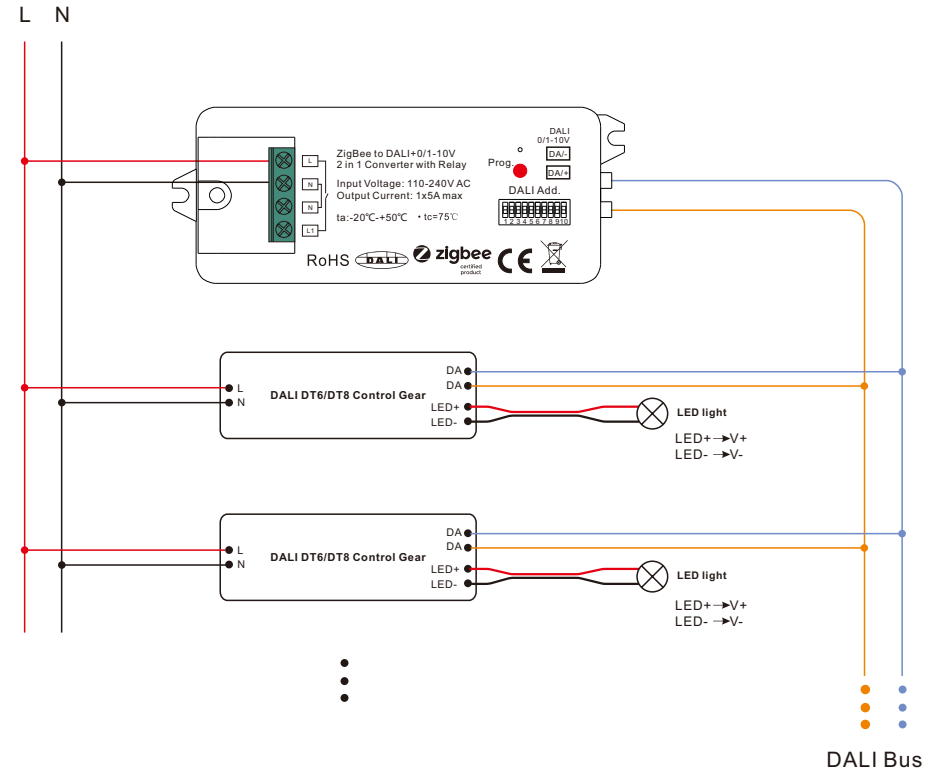 L N
DALI
0/1-10V
DA/-
DA/+
Prog.
DALI Add.
1 2 3 4 5 6 7 8 9 10
L
N
N
L1
ZigBee to DALI+0/1-10V
2 in 1 Converter with Relay
Input Voltage: 110-240V AC
Output Current: 1x5A max
ta:-20℃-+50℃ • tc=75℃
RoHS DALI zigbee CE
certified
product
DA
DA
L
N
DALI DT6/DT8 Control Gear
LED+
LED-
LED light
LED+→V+
LED- →V-
DA
DA
L
N
DALI DT6/DT8 Control Gear
LED+
LED-
LED light
LED+→V+
LED- →V-
DALI Bus